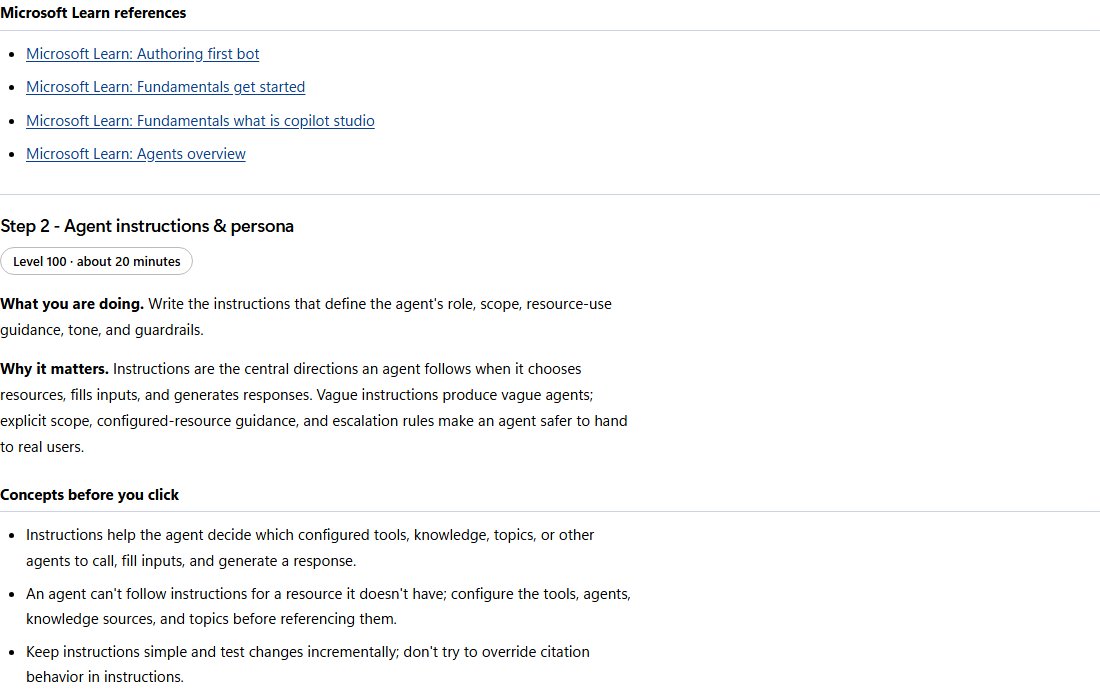 Microsoft Learn references
Microsoft Learn: Authoring first bot
Microsoft Learn: Fundamentals get started
Microsoft Learn: Fundamentals what is copilot studio
Microsoft Learn: Agents overview
Step 2 - Agent instructions & persona
Level 100 · about 20 minutes
What you are doing. Write the instructions that define the agent's role, scope, resource-use
guidance, tone, and guardrails.
Why it matters. Instructions are the central directions an agent follows when it chooses
resources, fills inputs, and generates responses. Vague instructions produce vague agents;
explicit scope, configured-resource guidance, and escalation rules make an agent safer to hand
to real users.
Concepts before you click
Instructions help the agent decide which configured tools, knowledge, topics, or other
agents to call, fill inputs, and generate a response.
An agent can't follow instructions for a resource it doesn't have; configure the tools, agents,
knowledge sources, and topics before referencing them.
Keep instructions simple and test changes incrementally; don't try to override citation
behavior in instructions.